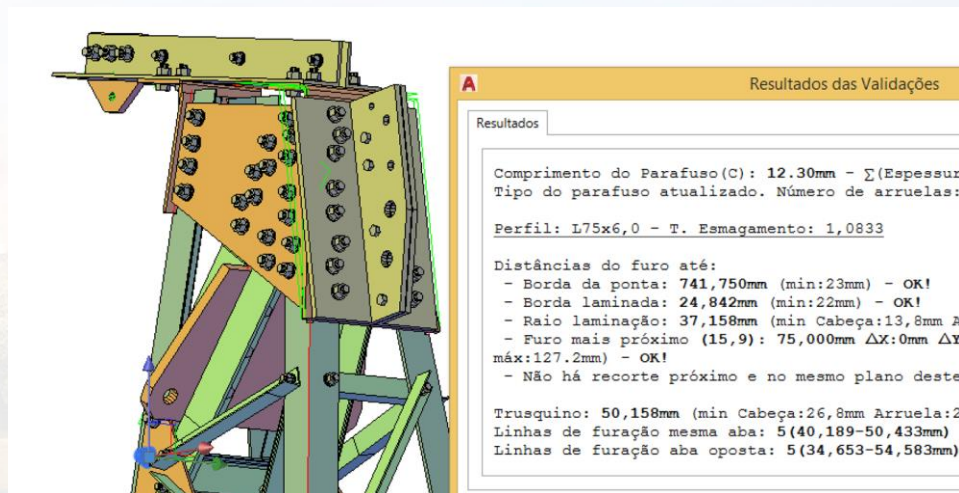 Resultados das Validações
Resultados
Comprimento do Parafuso(C): 12.30mm - ∑(Espessur
Tipo do parafuso atualizado. Número de arruelas:
Perfil: L75x6,0 - T. Esmagamento: 1,0833
Distâncias do furo até:
- Borda da ponta: 741,750mm (min:23mm) - OK!
- Borda laminada: 24,842mm (min:22mm) - OK!
- Raio laminação: 37,158mm (min Cabeça:13,8mm A
- Furo mais próximo (15,9): 75,000mm ΔX:0mm ΔY
máx:127.2mm) - OK!
- Não há recorte próximo e no mesmo plano deste
Trusquino: 50,158mm (min Cabeça:26,8mm Arruela:2
Linhas de furação mesma aba: 5(40,189-50,433mm)
Linhas de furação aba oposta: 5(34,653-54,583mm)